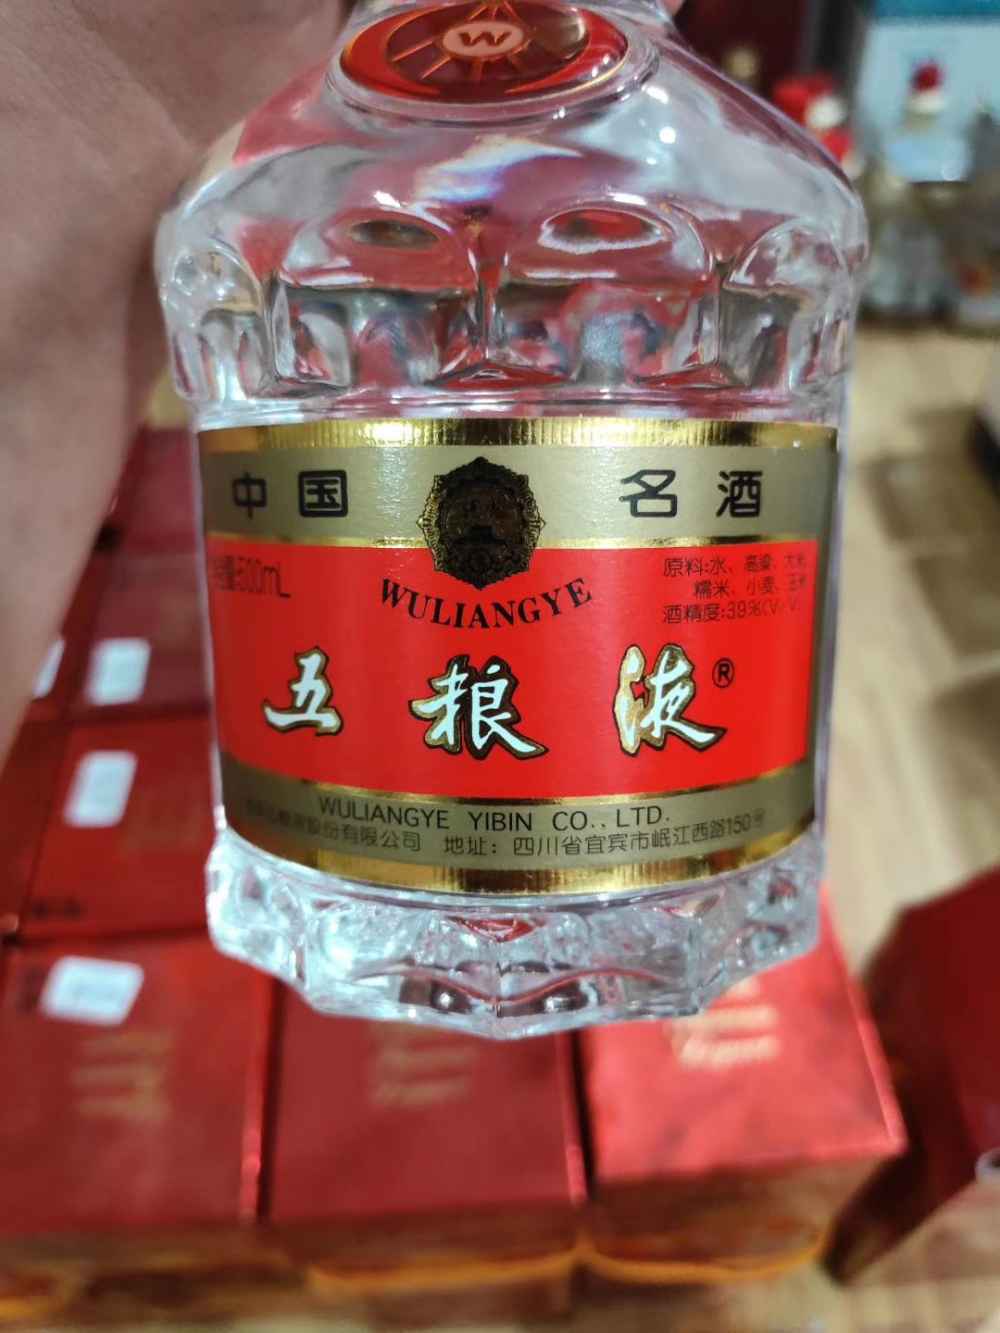 W
中国 名酒
500mL
WULIANGYE
原料:水、高粱、大米
糯米、小麦、玉米
酒精度:39%(V/V)
五粮液®
WULIANGYE YIBIN CO.,LTD.
股份有限公司 地址：四川省宜宾市岷江西路150号